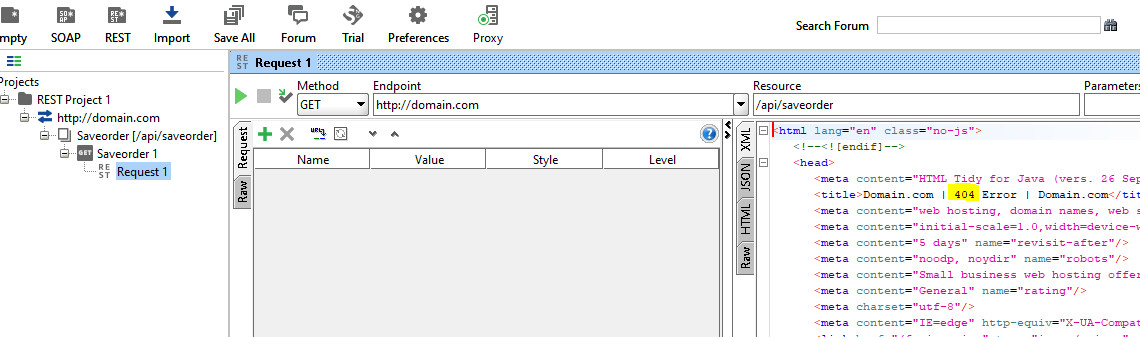 mpty SOAP REST Import Save All Forum Trial Preferences Proxy Search Forum
Projects
REST Project 1
http://domain.com
Saveorder [/api/saveorder]
GET Saveorder 1
REST Request 1
REST Request 1
Method Endpoint Resource Parameters
GET http://domain.com /api/saveorder
Request
Raw
Name Value Style Level
XML
JSON
HTML
Raw
<html lang="en" class="no-js">
<!--<![endif]-->
<head>
<meta content="HTML Tidy for Java (vers. 26 Sep
<title>Domain.com | 404 Error | Domain.com</tit
<meta content="web hosting, domain names, web s
<meta content="initial-scale=1.0,width=device-w
<meta content="5 days" name="revisit-after"/>
<meta content="noodp, noydir" name="robots"/>
<meta content="Small business web hosting offer
<meta content="General" name="rating"/>
<meta charset="utf-8"/>
<meta content="IE=edge" http-equiv="X-UA-Compat